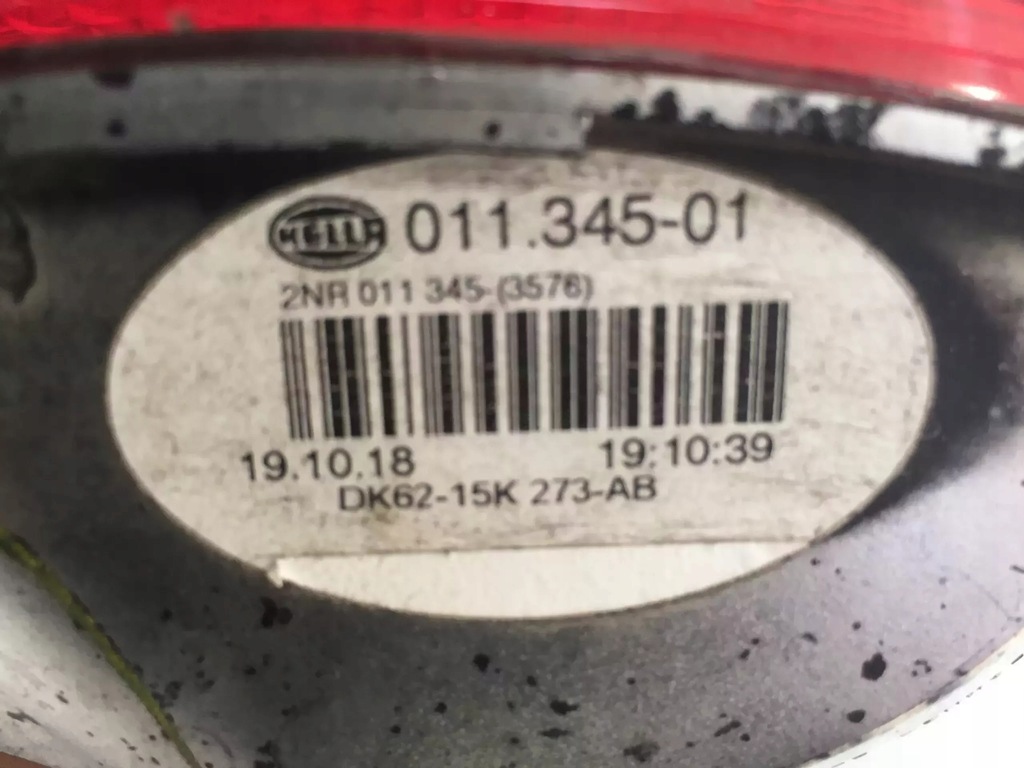 HELLA 011.345-01
2NR 011 345-(3576)
19.10.18 19:10:39
DK62-15K 273-AB